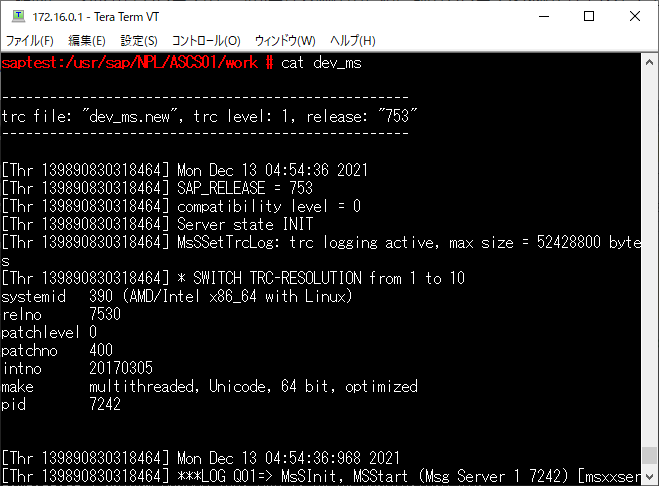 172.16.0.1 - Tera Term VT
ファイル(F) 編集(E) 設定(S) コントロール(O) ウィンドウ(W) ヘルプ(H)
saptest:/usr/sap/NPL/ASCS01/work # cat dev_ms
---------------------------------------------------
trc file: "dev_ms.new", trc level: 1, release: "753"
---------------------------------------------------
[Thr 139890830318464] Mon Dec 13 04:54:36 2021
[Thr 139890830318464] SAP_RELEASE = 753
[Thr 139890830318464] compatibility level = 0
[Thr 139890830318464] Server state INIT
[Thr 139890830318464] MsSSetTrcLog: trc logging active, max size = 52428800 byte
s
[Thr 139890830318464] * SWITCH TRC-RESOLUTION from 1 to 10
systemid   390 (AMD/Intel x86_64 with Linux)
relno      7530
patchlevel 0
patchno    400
intno      20170305
make       multithreaded, Unicode, 64 bit, optimized
pid        7242
[Thr 139890830318464] Mon Dec 13 04:54:36:968 2021
[Thr 139890830318464] ***LOG Q01=> MsSInit, MSStart (Msg Server 1 7242) [msxxser